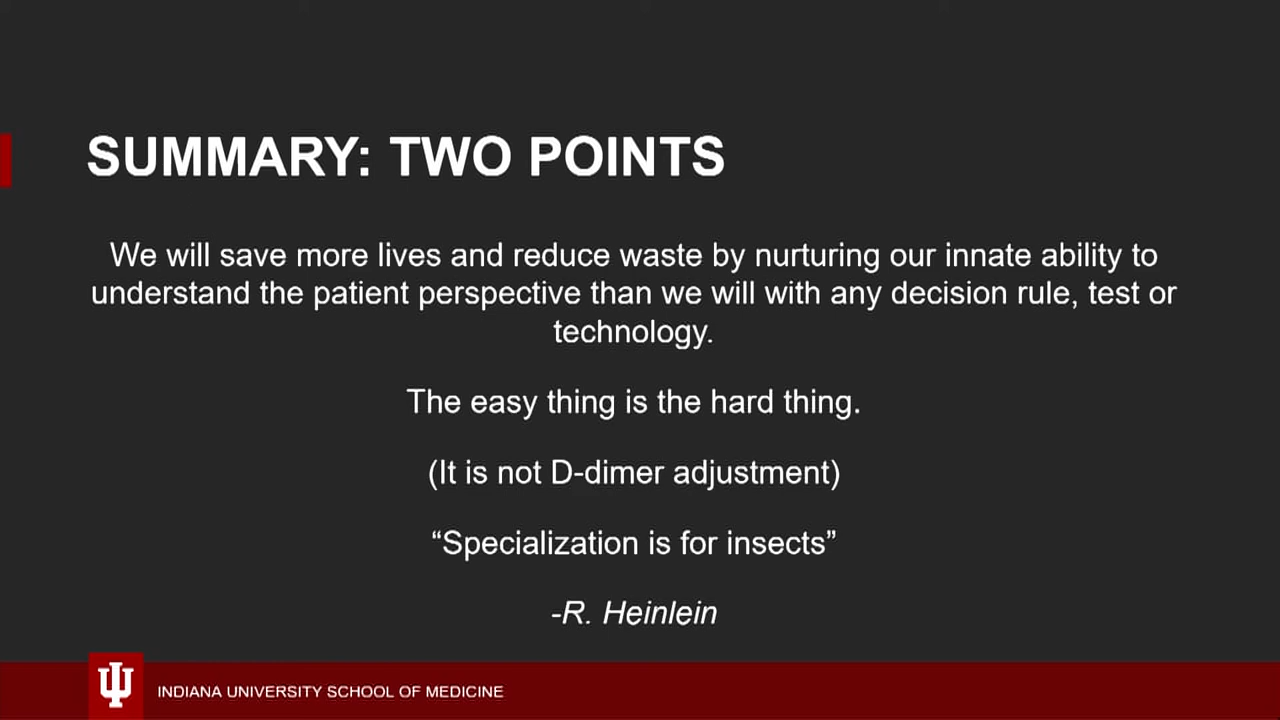 SUMMARY: TWO POINTS
We will save more lives and reduce waste by nurturing our innate ability to
understand the patient perspective than we will with any decision rule, test or
technology.
The easy thing is the hard thing.
(It is not D-dimer adjustment)
“Specialization is for insects”
-R. Heinlein
INDIANA UNIVERSITY SCHOOL OF MEDICINE